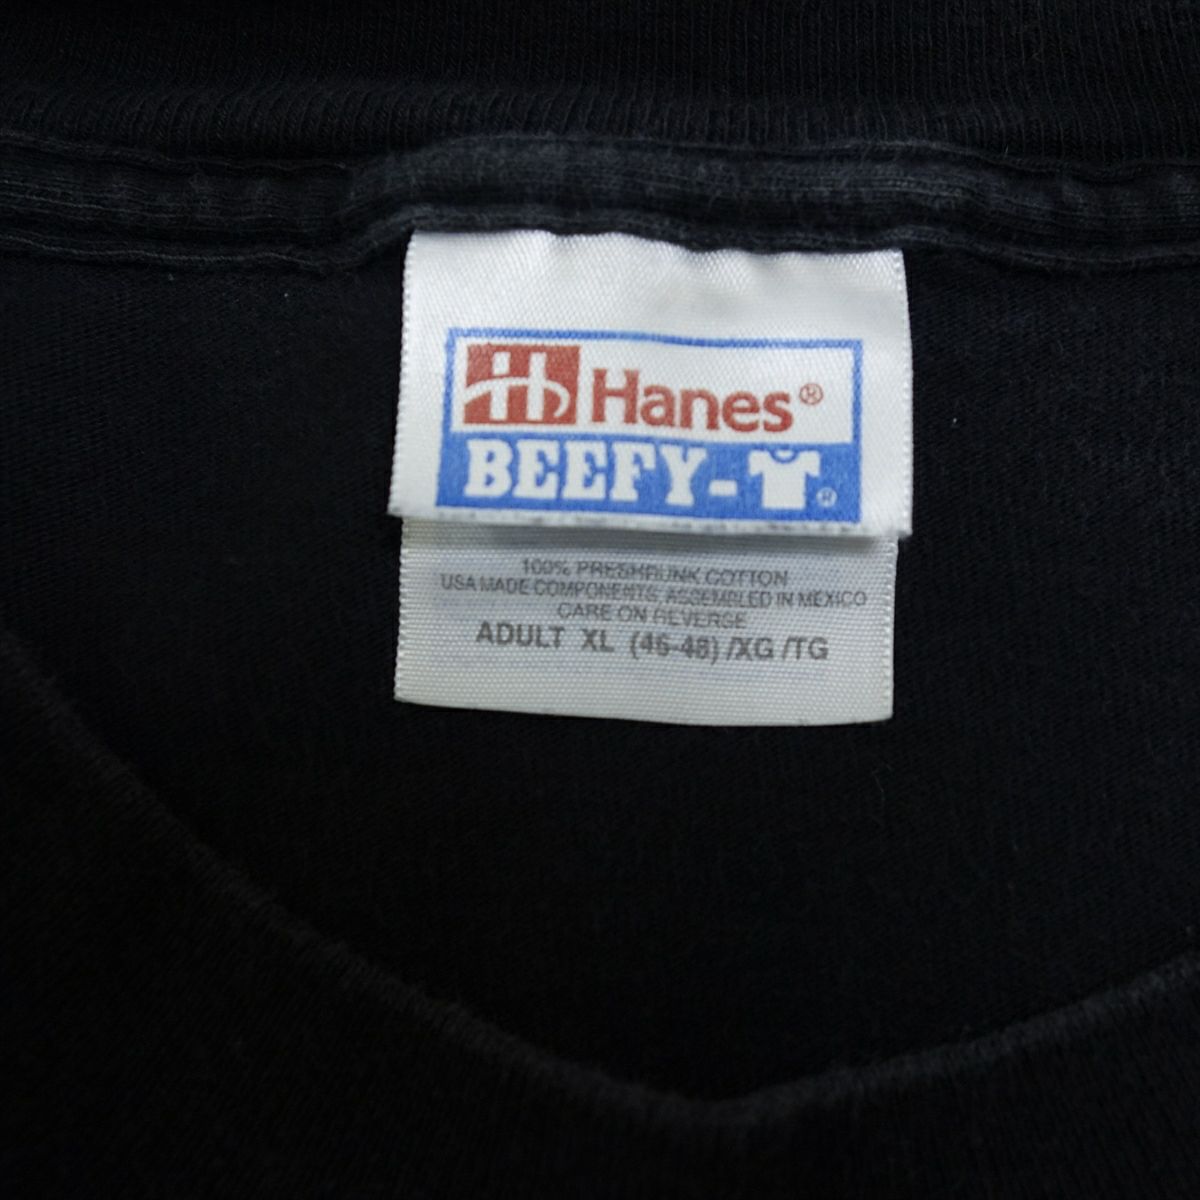 Hanes®
BEEFY-T®
100% PRESHRUNK COTTON
USA MADE COMPONENTS, ASSEMBLED IN MEXICO
CARE ON REVERSE
ADULT XL (46-48) /XG /TG